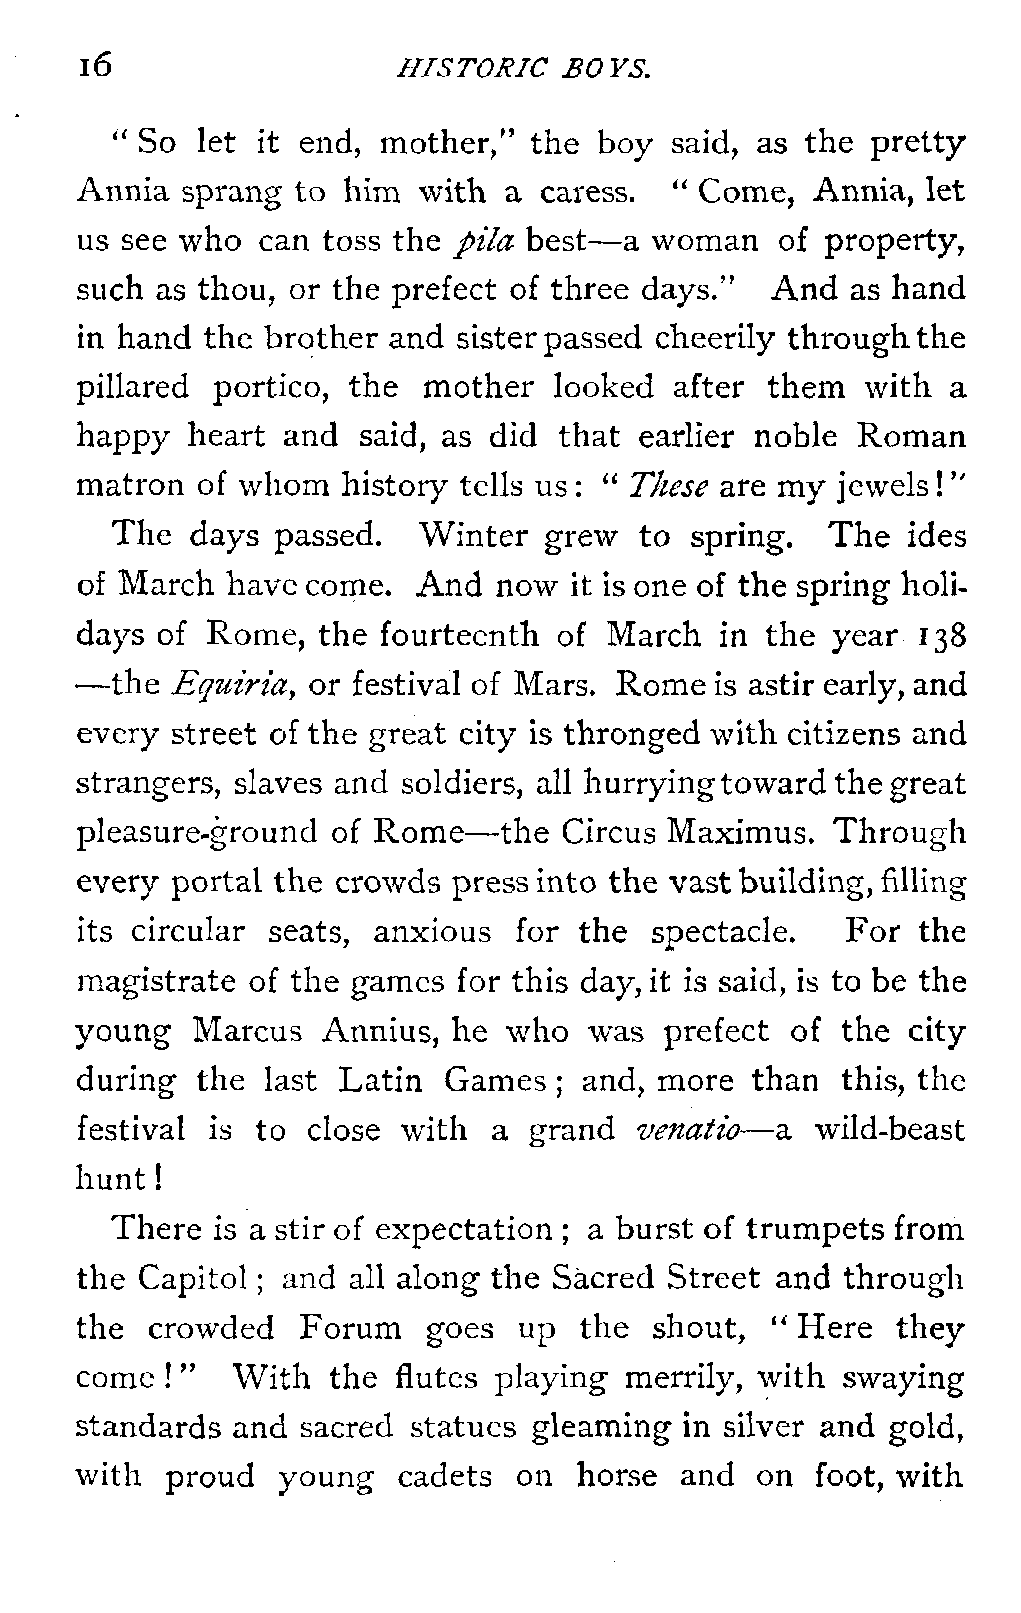 16 HISTORIC BOYS.
“ So let it end, mother,” the boy said, as the pretty
Annia sprang to him with a caress. “ Come, Annia, let
us see who can toss the pila best—a woman of property,
such as thou, or the prefect of three days.” And as hand
in hand the brother and sister passed cheerily through the
pillared portico, the mother looked after them with a
happy heart and said, as did that earlier noble Roman
matron of whom history tells us: “ These are my jewels!”
The days passed. Winter grew to spring. The ides
of March have come. And now it is one of the spring holi-
days of Rome, the fourteenth of March in the year 138
—the Equiria, or festival of Mars. Rome is astir early, and
every street of the great city is thronged with citizens and
strangers, slaves and soldiers, all hurrying toward the great
pleasure-ground of Rome—the Circus Maximus. Through
every portal the crowds press into the vast building, filling
its circular seats, anxious for the spectacle. For the
magistrate of the games for this day, it is said, is to be the
young Marcus Annius, he who was prefect of the city
during the last Latin Games ; and, more than this, the
festival is to close with a grand venatio—a wild-beast
hunt !
There is a stir of expectation ; a burst of trumpets from
the Capitol ; and all along the Sacred Street and through
the crowded Forum goes up the shout, “ Here they
come ! ” With the flutes playing merrily, with swaying
standards and sacred statues gleaming in silver and gold,
with proud young cadets on horse and on foot, with